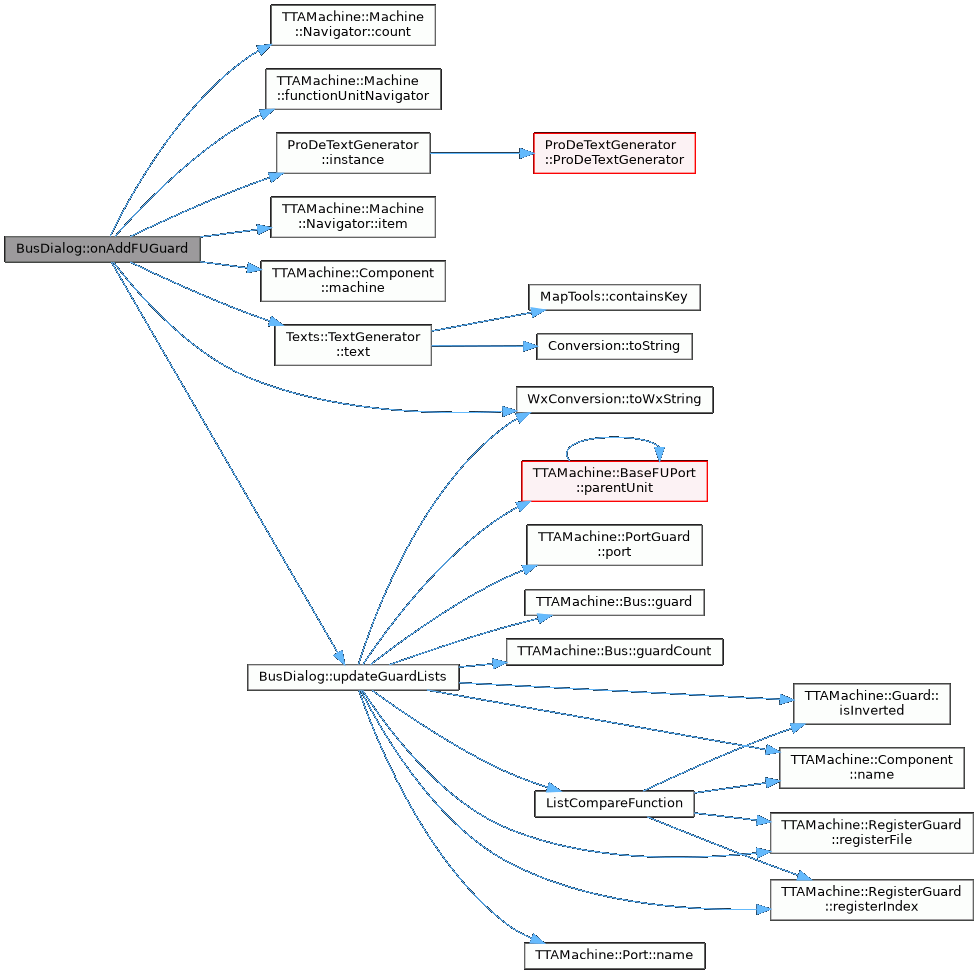 TTAMachine::Machine
::Navigator::count
TTAMachine::Machine
::functionUnitNavigator
ProDeTextGenerator
::instance
ProDeTextGenerator
::ProDeTextGenerator
TTAMachine::Machine
::Navigator::item
BusDialog::onAddFUGuard
TTAMachine::Component
::machine
MapTools::containsKey
Texts::TextGenerator
::text
Conversion::toString
WxConversion::toWxString
TTAMachine::BaseFUPort
::parentUnit
TTAMachine::PortGuard
::port
TTAMachine::Bus::guard
TTAMachine::Bus::guardCount
BusDialog::updateGuardLists
TTAMachine::Guard::
isInverted
TTAMachine::Component
::name
ListCompareFunction
TTAMachine::RegisterGuard
::registerFile
TTAMachine::RegisterGuard
::registerIndex
TTAMachine::Port::name